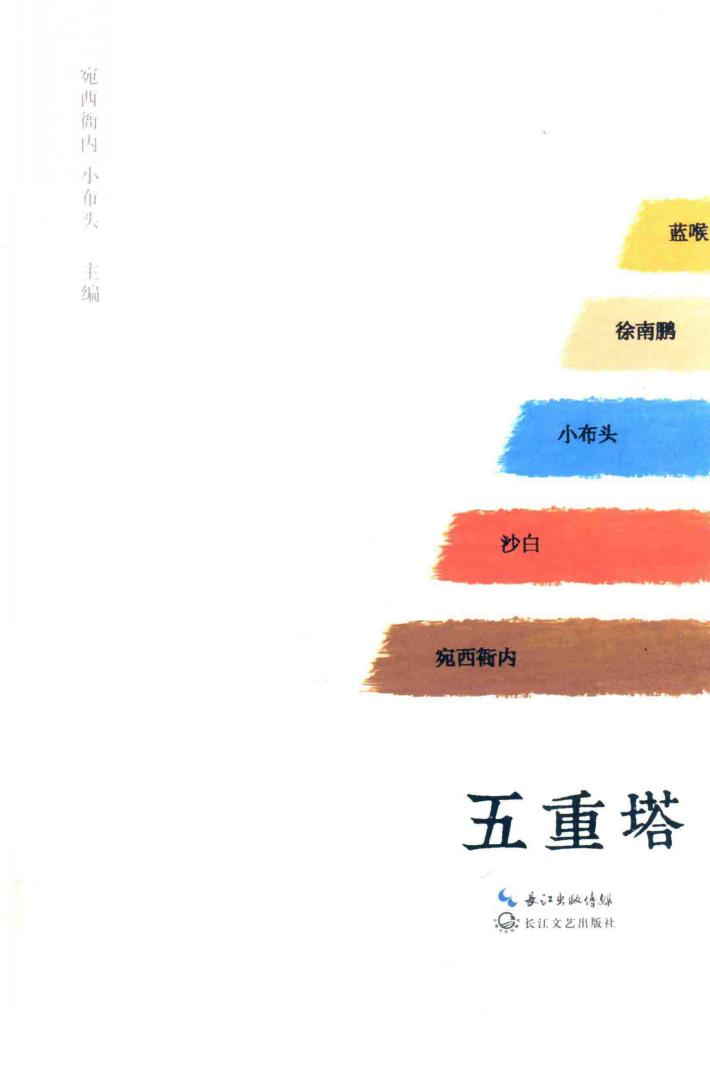 宛西衙内 小布头 主编
蓝喉
徐南鹏
小布头
沙白
宛西衙内
五重塔
长江出版传媒
长江文艺出版社